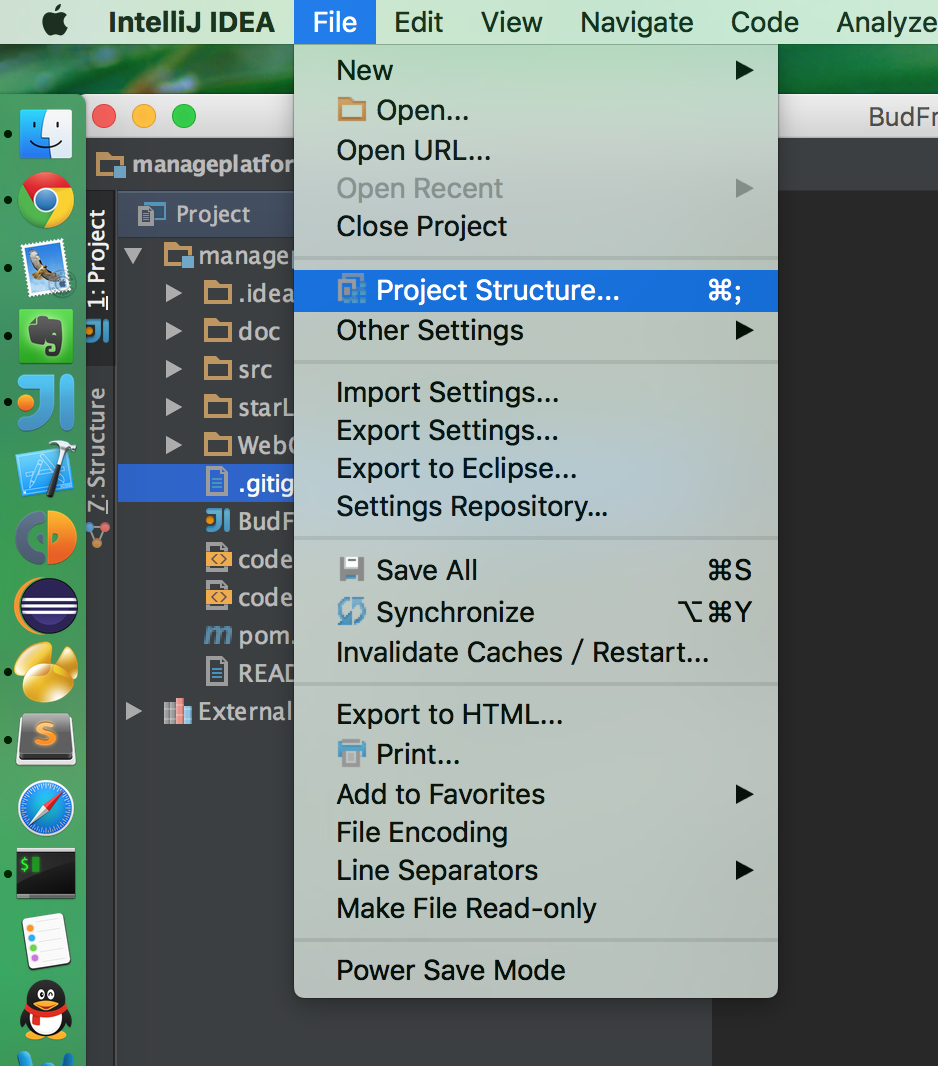 IntelliJ IDEA File Edit View Navigate Code Analyze
BudFr
manageplatfor
Project
1: Project
7: Structure
manage
.idea
doc
src
starL
Web
.gitig
BudF
code
code
pom.
READ
External
New
Open...
Open URL...
Open Recent
Close Project
Project Structure... ⌘;
Other Settings
Import Settings...
Export Settings...
Export to Eclipse...
Settings Repository...
Save All ⌘S
Synchronize ⌥⌘Y
Invalidate Caches / Restart...
Export to HTML...
Print...
Add to Favorites
File Encoding
Line Separators
Make File Read-only
Power Save Mode
$